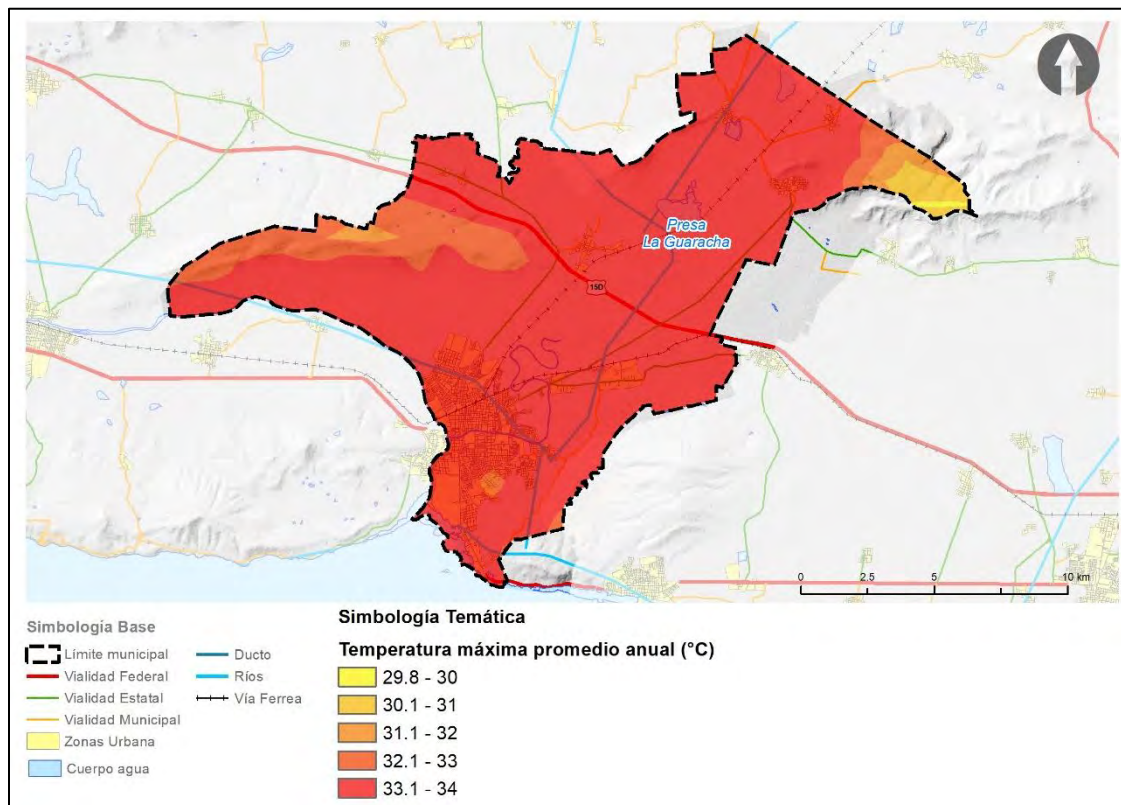 Presa
La Guaracha
15D
0 2.5 5 10 km
Simbología Base
Límite municipal
Vialidad Federal
Vialidad Estatal
Vialidad Municipal
Zonas Urbana
Cuerpo agua
Ducto
Ríos
Vía Ferrea
Simbología Temática
Temperatura máxima promedio anual (°C)
29.8 - 30
30.1 - 31
31.1 - 32
32.1 - 33
33.1 - 34